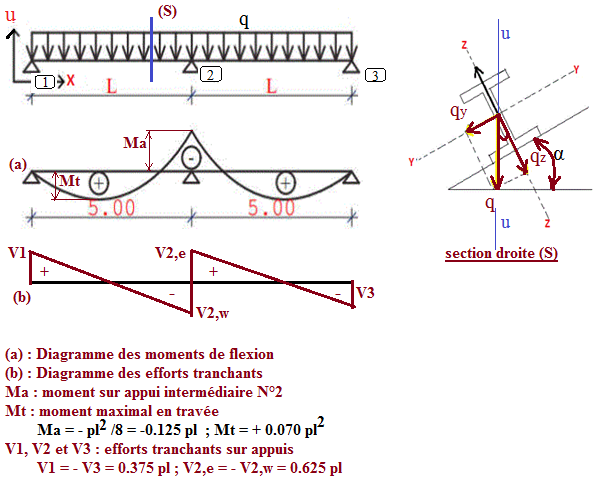 (S)
u
q
1
X
2
3
L
L
Ma
(a)
Mt
+
-
+
5.00
5.00
V1
V2,e
+
+
(b)
-
-
V2,w
V3
z
u
Y
qy
qz
α
Y'
q
u
z
section droite (S)
(a) : Diagramme des moments de flexion
(b) : Diagramme des efforts tranchants
Ma : moment sur appui intermédiaire N°2
Mt : moment maximal en travée
Ma = - pl² /8 = -0.125 pl ; Mt = + 0.070 pl²
V1, V2 et V3 : efforts tranchants sur appuis
V1 = - V3 = 0.375 pl ; V2,e = - V2,w = 0.625 pl